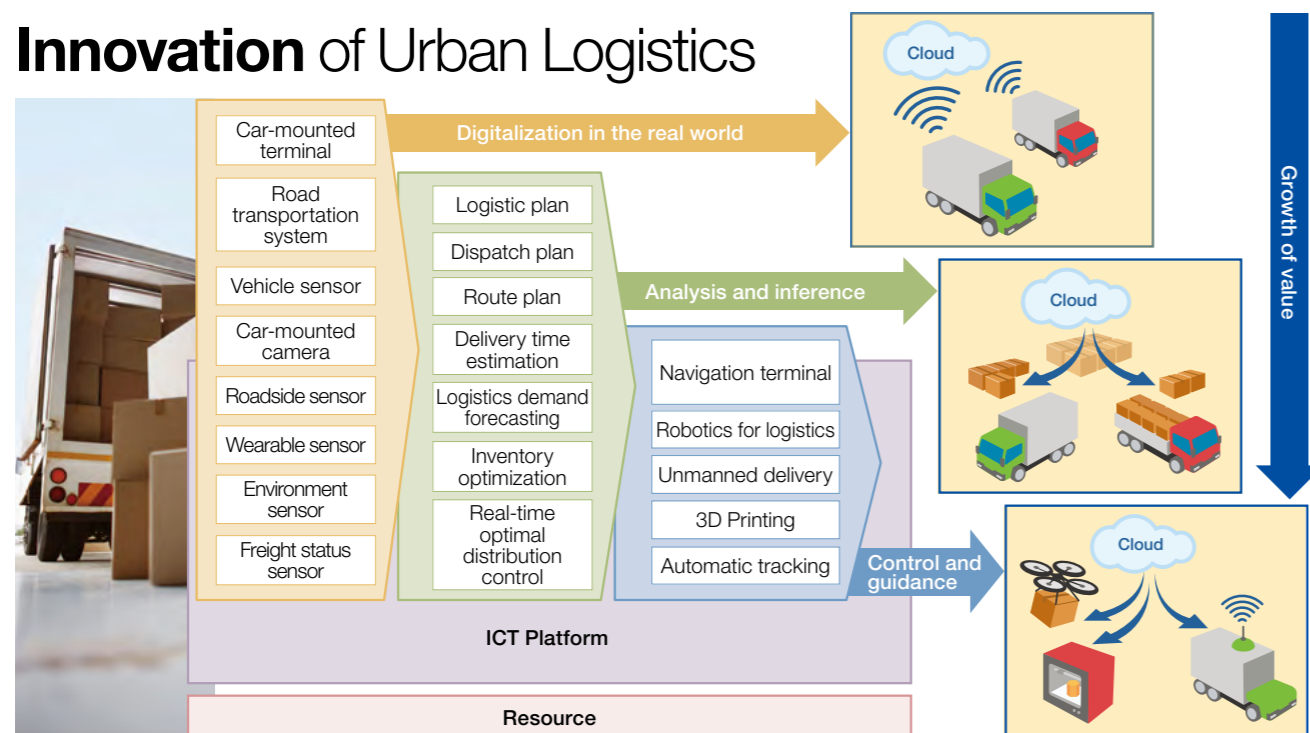 Innovation of Urban Logistics
Car-mounted
terminal
Road
transportation
system
Vehicle sensor
Car-mounted
camera
Roadside sensor
Wearable sensor
Environment
sensor
Freight status
sensor
Digitalization in the real world
Cloud
Logistic plan
Dispatch plan
Route plan
Delivery time
estimation
Logistics demand
forecasting
Inventory
optimization
Real-time
optimal
distribution
control
Analysis and inference
Cloud
Navigation terminal
Robotics for logistics
Unmanned delivery
3D Printing
Automatic tracking
Control and
guidance
Cloud
Growth of value
ICT Platform
Resource